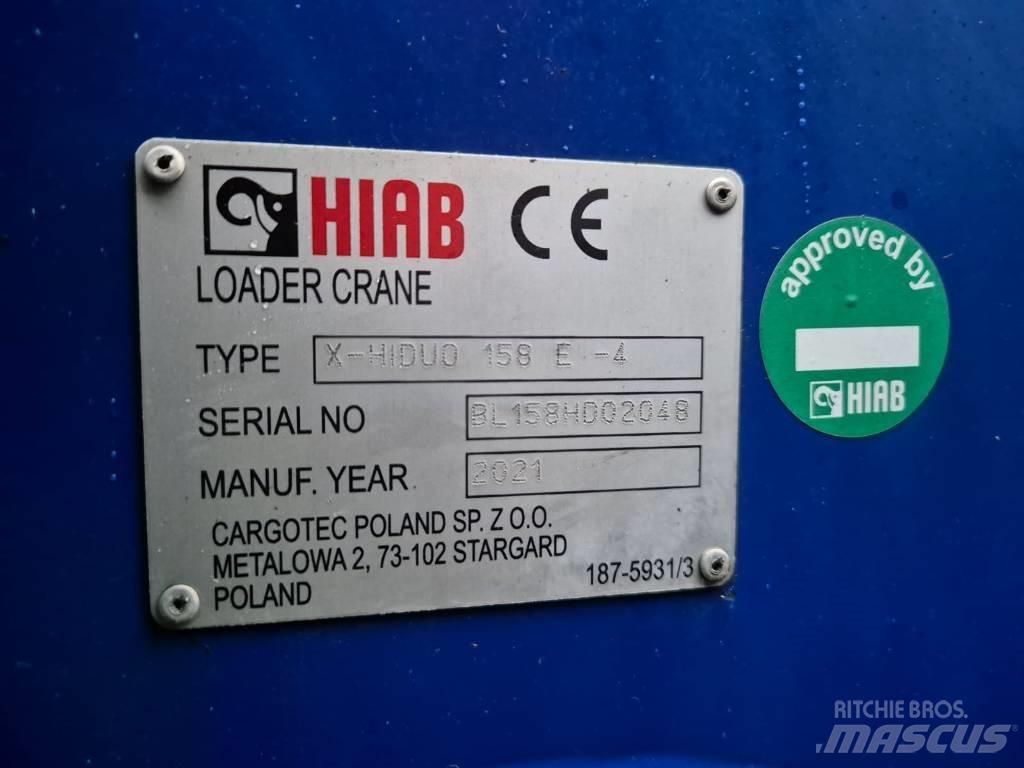 HIAB CE
LOADER CRANE
TYPE X-HIDUO 158 E -4
SERIAL NO BL158HD02048
MANUF. YEAR 2021
CARGOTEC POLAND SP. Z O.O.
METALOWA 2, 73-102 STARGARD
POLAND
187-5931/3
approved by
HIAB
RITCHIE BROS.
MASCUS